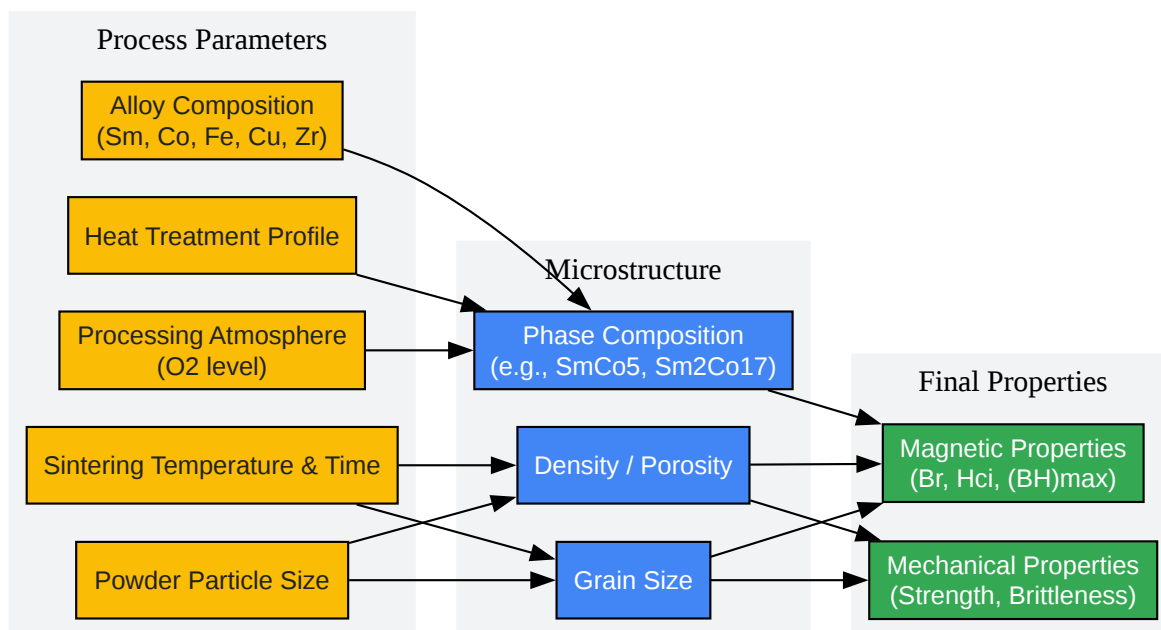 Process Parameters
Alloy Composition
(Sm, Co, Fe, Cu, Zr)
Heat Treatment Profile
Processing Atmosphere
(O2 level)
Sintering Temperature & Time
Powder Particle Size
Microstructure
Phase Composition
(e.g., SmCo5, Sm2Co17)
Density / Porosity
Grain Size
Final Properties
Magnetic Properties
(Br, Hci, (BH)max)
Mechanical Properties
(Strength, Brittleness)